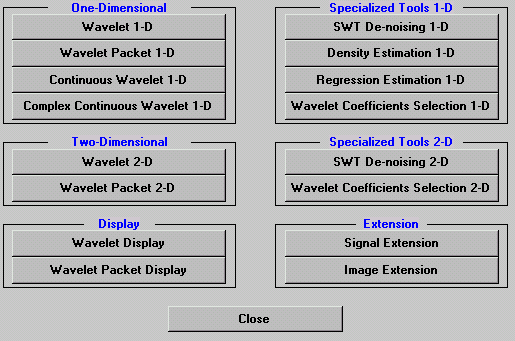 One-Dimensional
Wavelet 1-D
Wavelet Packet 1-D
Continuous Wavelet 1-D
Complex Continuous Wavelet 1-D
Two-Dimensional
Wavelet 2-D
Wavelet Packet 2-D
Display
Wavelet Display
Wavelet Packet Display
Specialized Tools 1-D
SWT De-noising 1-D
Density Estimation 1-D
Regression Estimation 1-D
Wavelet Coefficients Selection 1-D
Specialized Tools 2-D
SWT De-noising 2-D
Wavelet Coefficients Selection 2-D
Extension
Signal Extension
Image Extension
Close